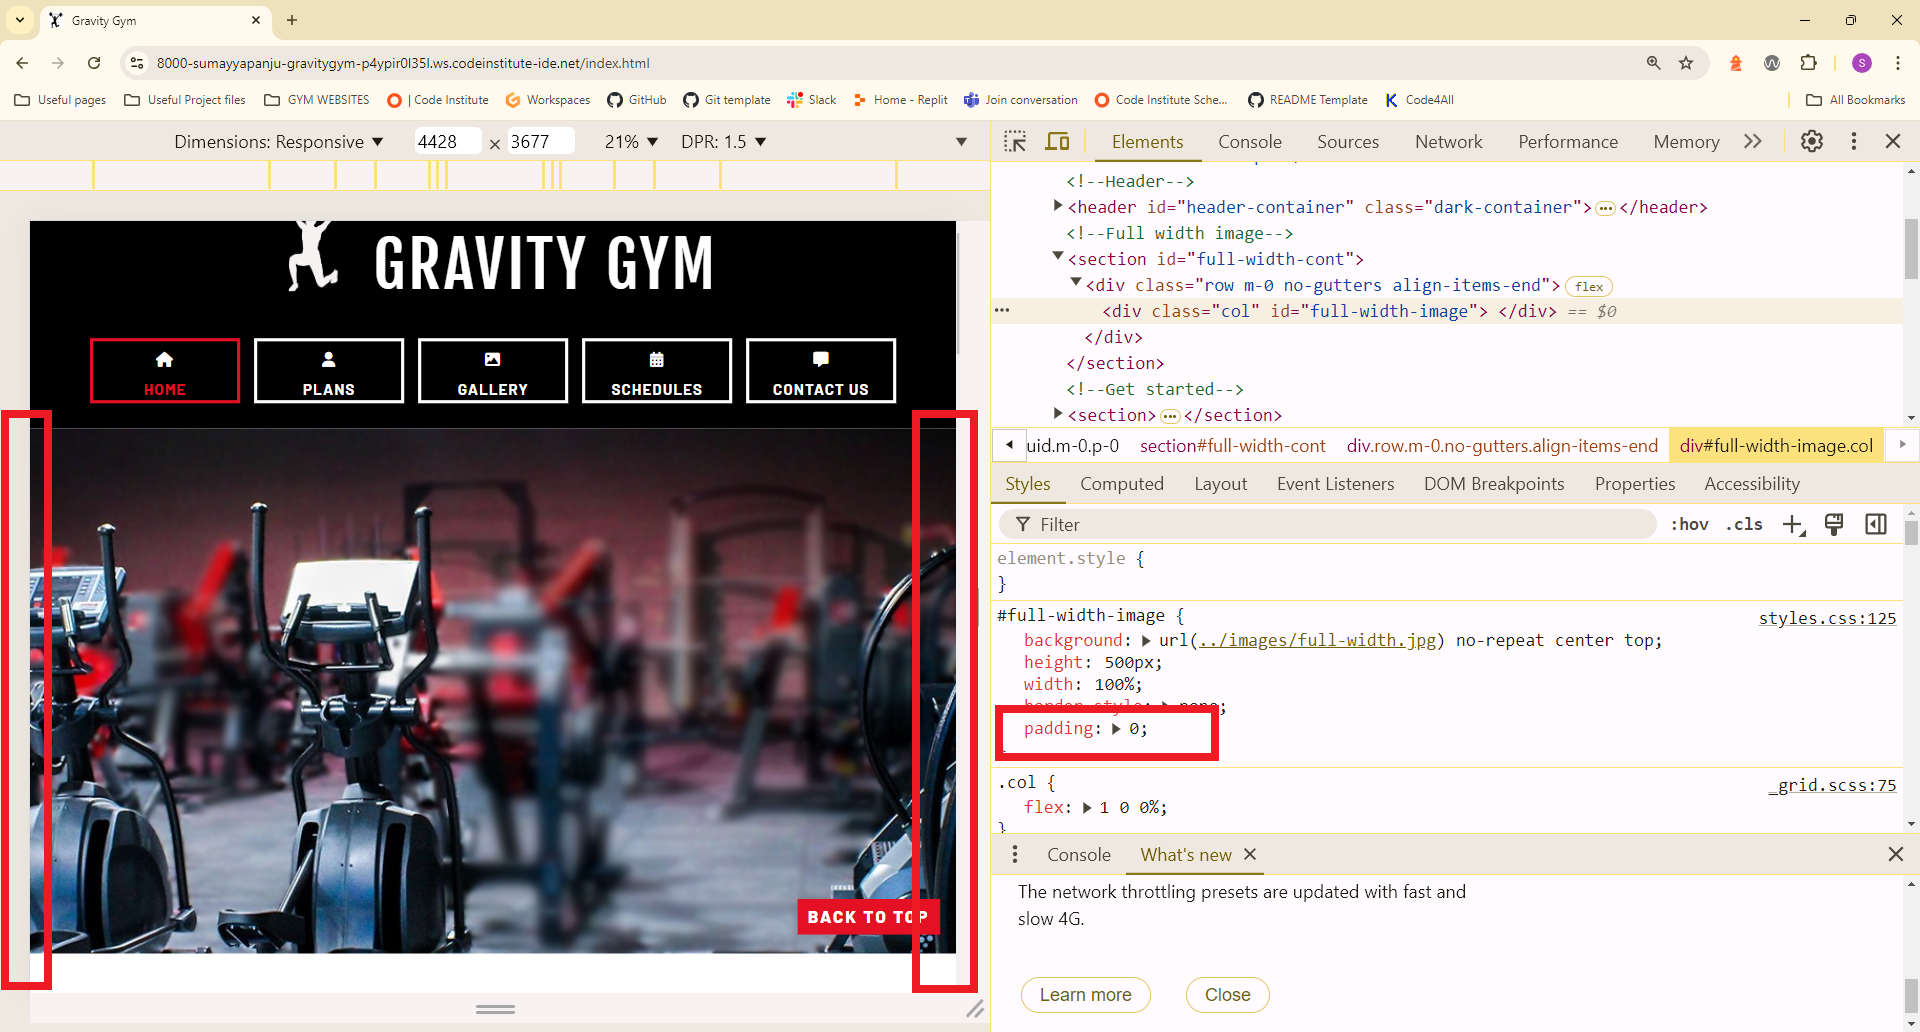 Gravity Gym
8000-sumayyapanju-gravitygym-p4ypir0l35l.ws.codeinstitute-ide.net/index.html
S
Useful pages
Useful Project files
GYM WEBSITES
| Code Institute
Workspaces
GitHub
Git template
Slack
Home - Replit
Join conversation
Code Institute Sche...
README Template
Code4All
All Bookmarks
Dimensions: Responsive
4428
×
3677
21%
DPR: 1.5
Elements
Console
Sources
Network
Performance
Memory
GRAVITY GYM
HOME
PLANS
GALLERY
SCHEDULES
CONTACT US
BACK TO TOP
<!--Header-->
<header id="header-container" class="dark-container"> ... </header>
<!--Full width image-->
<section id="full-width-cont">
<div class="row m-0 no-gutters align-items-end"> flex
... <div class="col" id="full-width-image"> </div> == $0
</div>
</section>
<!--Get started-->
<section> ... </section>
uid.m-0.p-0
section#full-width-cont
div.row.m-0.no-gutters.align-items-end
div#full-width-image.col
Styles
Computed
Layout
Event Listeners
DOM Breakpoints
Properties
Accessibility
Filter
:hov
.cls
element.style {
}
#full-width-image {
styles.css:125
background: url(../images/full-width.jpg) no-repeat center top;
height: 500px;
width: 100%;
border-style: none;
padding: 0;
.col {
_grid.scss:75
flex: 1 0 0%;
}
Console
What's new
The network throttling presets are updated with fast and
slow 4G.
Learn more
Close